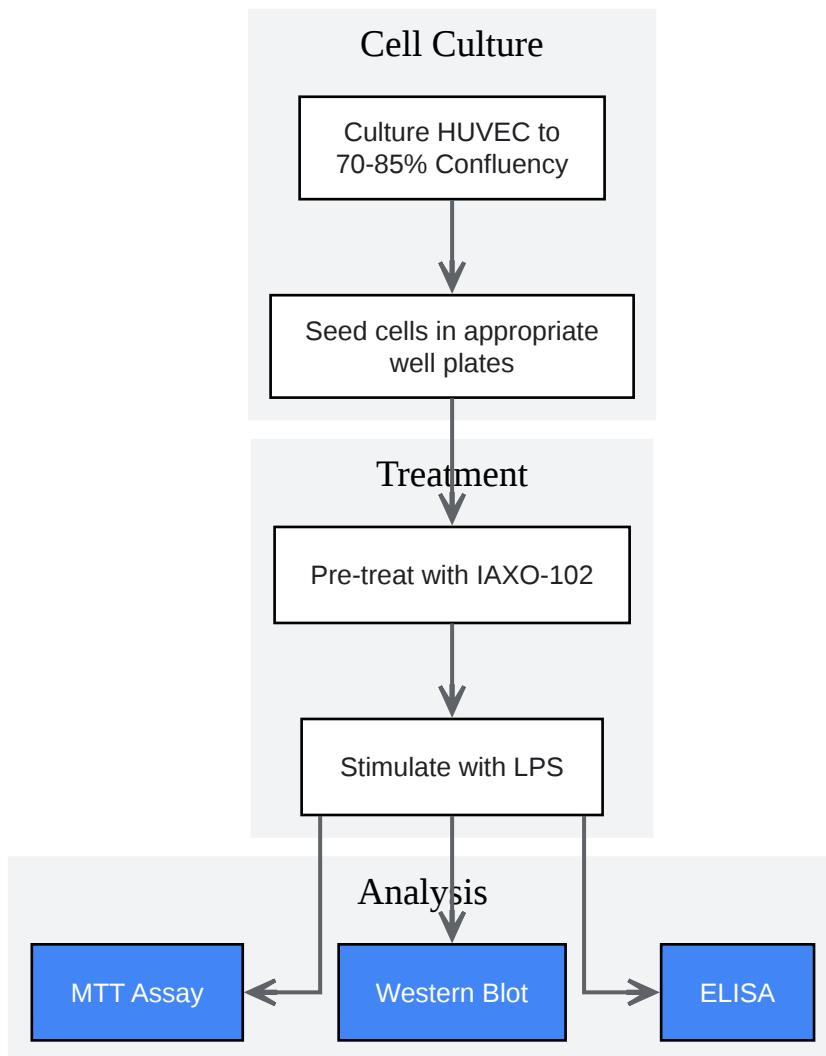 Cell Culture
Culture HUVEC to
70-85% Confluency
Seed cells in appropriate
well plates
Treatment
Pre-treat with IAXO-102
Stimulate with LPS
Analysis
MTT Assay
Western Blot
ELISA